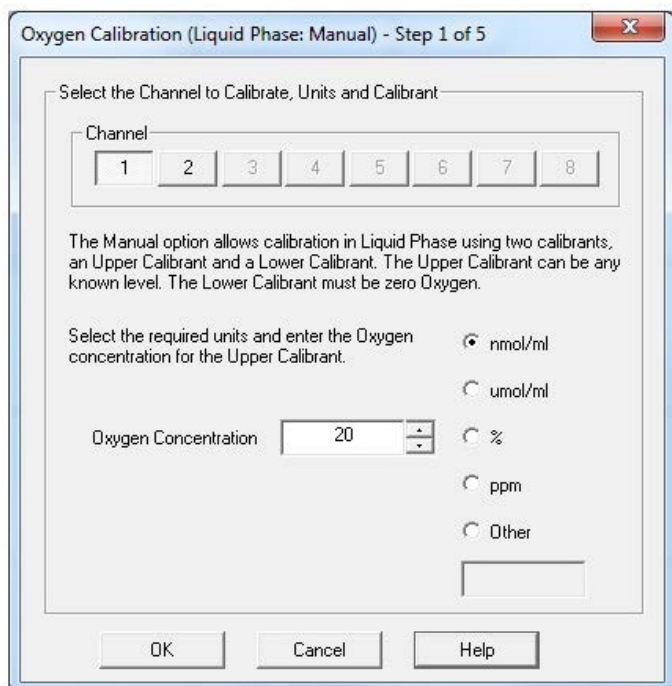 Oxygen Calibration (Liquid Phase: Manual) - Step 1 of 5
x
Select the Channel to Calibrate, Units and Calibrant
Channel
1 2 3 4 5 6 7 8
The Manual option allows calibration in Liquid Phase using two calibrants,
an Upper Calibrant and a Lower Calibrant. The Upper Calibrant can be any
known level. The Lower Calibrant must be zero Oxygen.
Select the required units and enter the Oxygen
concentration for the Upper Calibrant.
nmol/ml
umol/ml
Oxygen Concentration 20 %
ppm
Other
OK Cancel Help